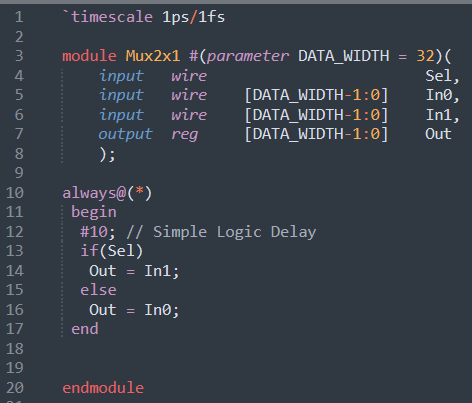 1 `timescale 1ps/1fs
2
3 module Mux2x1 #(parameter DATA_WIDTH = 32)(
4     input   wire                        Sel,
5     input   wire    [DATA_WIDTH-1:0]    In0,
6     input   wire    [DATA_WIDTH-1:0]    In1,
7     output  reg     [DATA_WIDTH-1:0]    Out
8     );
9
10 always@(*)
11  begin
12   #10; // Simple Logic Delay
13   if(Sel)
14    Out = In1;
15   else
16    Out = In0;
17  end
18
19
20 endmodule